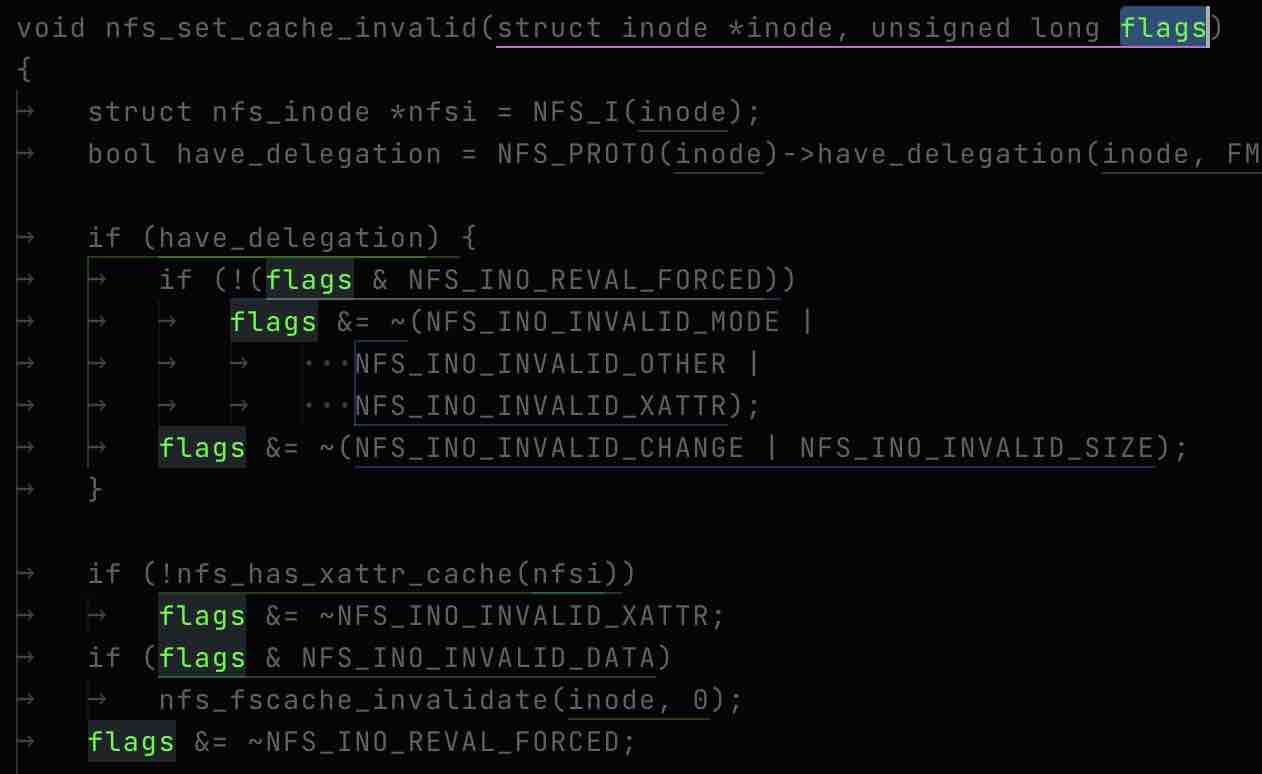 void nfs_set_cache_invalid(struct inode *inode, unsigned long flags)
{
struct nfs_inode *nfsi = NFS_I(inode);
bool have_delegation = NFS_PROTO(inode)->have_delegation(inode, FM
if (have_delegation) {
if (!(flags & NFS_INO_REVAL_FORCED))
flags &= ~(NFS_INO_INVALID_MODE |
NFS_INO_INVALID_OTHER |
NFS_INO_INVALID_XATTR);
flags &= ~(NFS_INO_INVALID_CHANGE | NFS_INO_INVALID_SIZE);
}
if (!nfs_has_xattr_cache(nfsi))
flags &= ~NFS_INO_INVALID_XATTR;
if (flags & NFS_INO_INVALID_DATA)
nfs_fscache_invalidate(inode, 0);
flags &= ~NFS_INO_REVAL_FORCED;